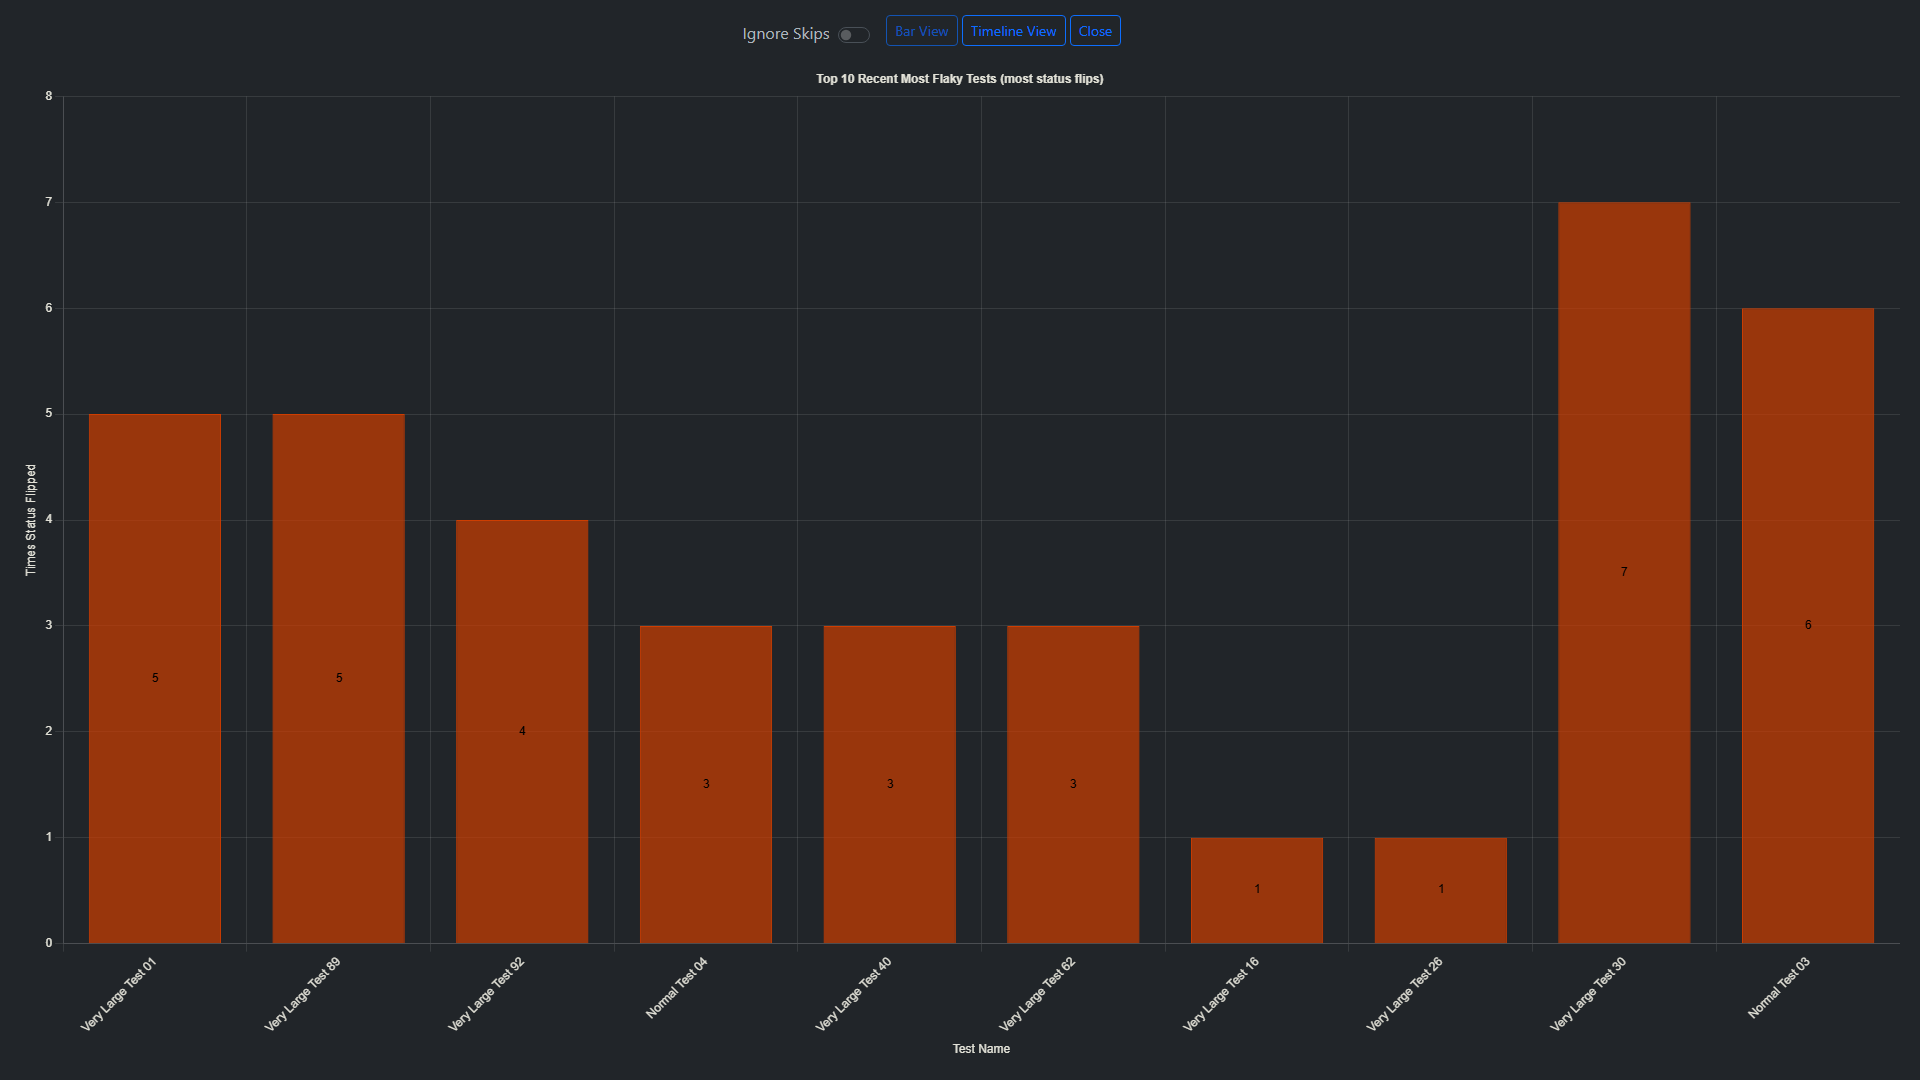 Ignore Skips
Bar View
Timeline View
Close
Top 10 Recent Most Flaky Tests (most status flips)
8
7
6
5
4
3
2
1
0
Times Status Flipped
5
5
4
3
3
3
1
1
7
6
Very Large Test 01
Very Large Test 89
Very Large Test 92
Normal Test 04
Very Large Test 40
Very Large Test 62
Very Large Test 16
Very Large Test 26
Very Large Test 30
Normal Test 03
Test Name